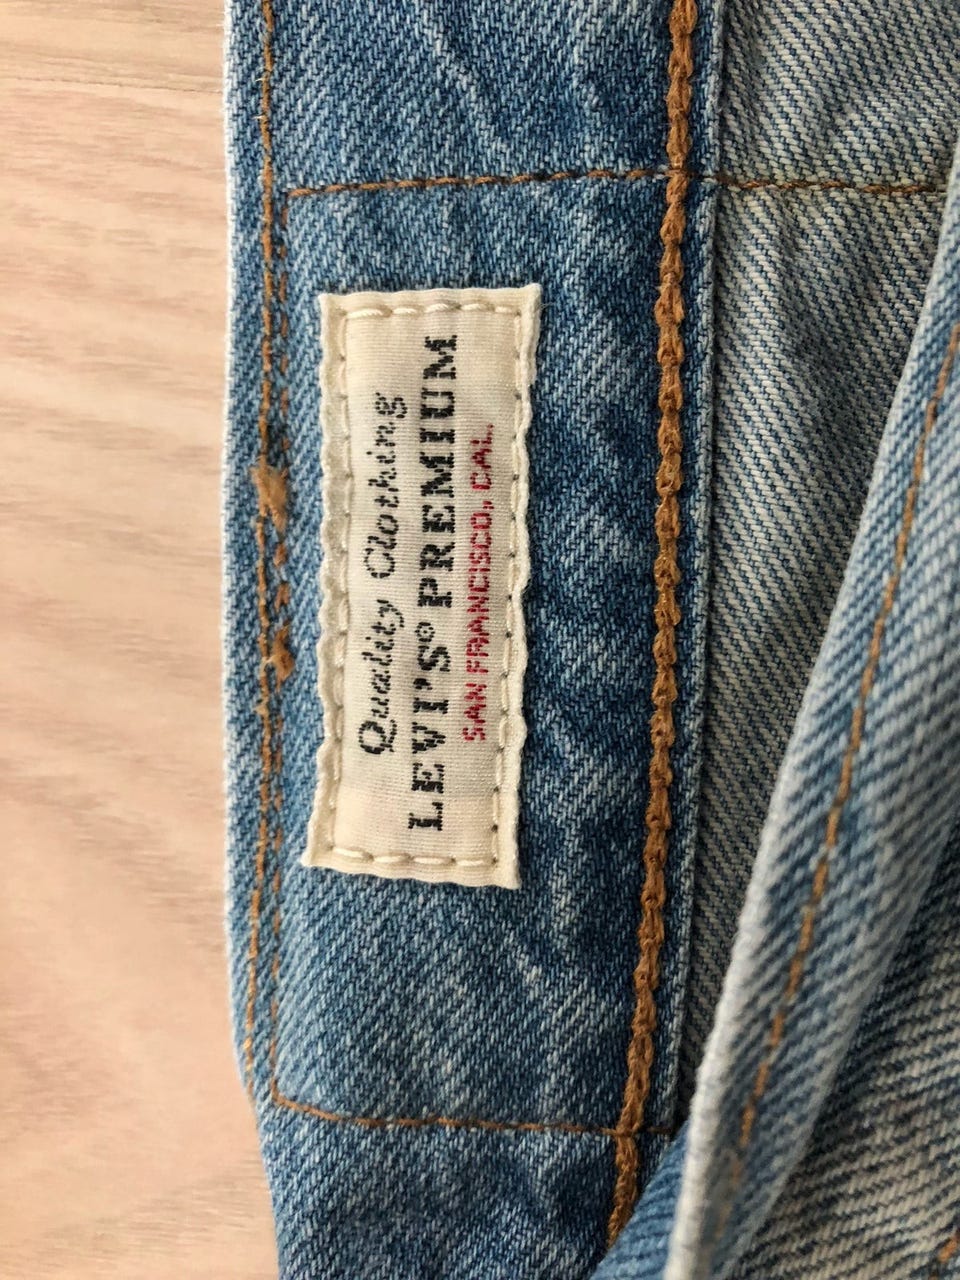 Quality Clothing
LEVI'S® PREMIUM
SAN FRANCISCO, CAL.